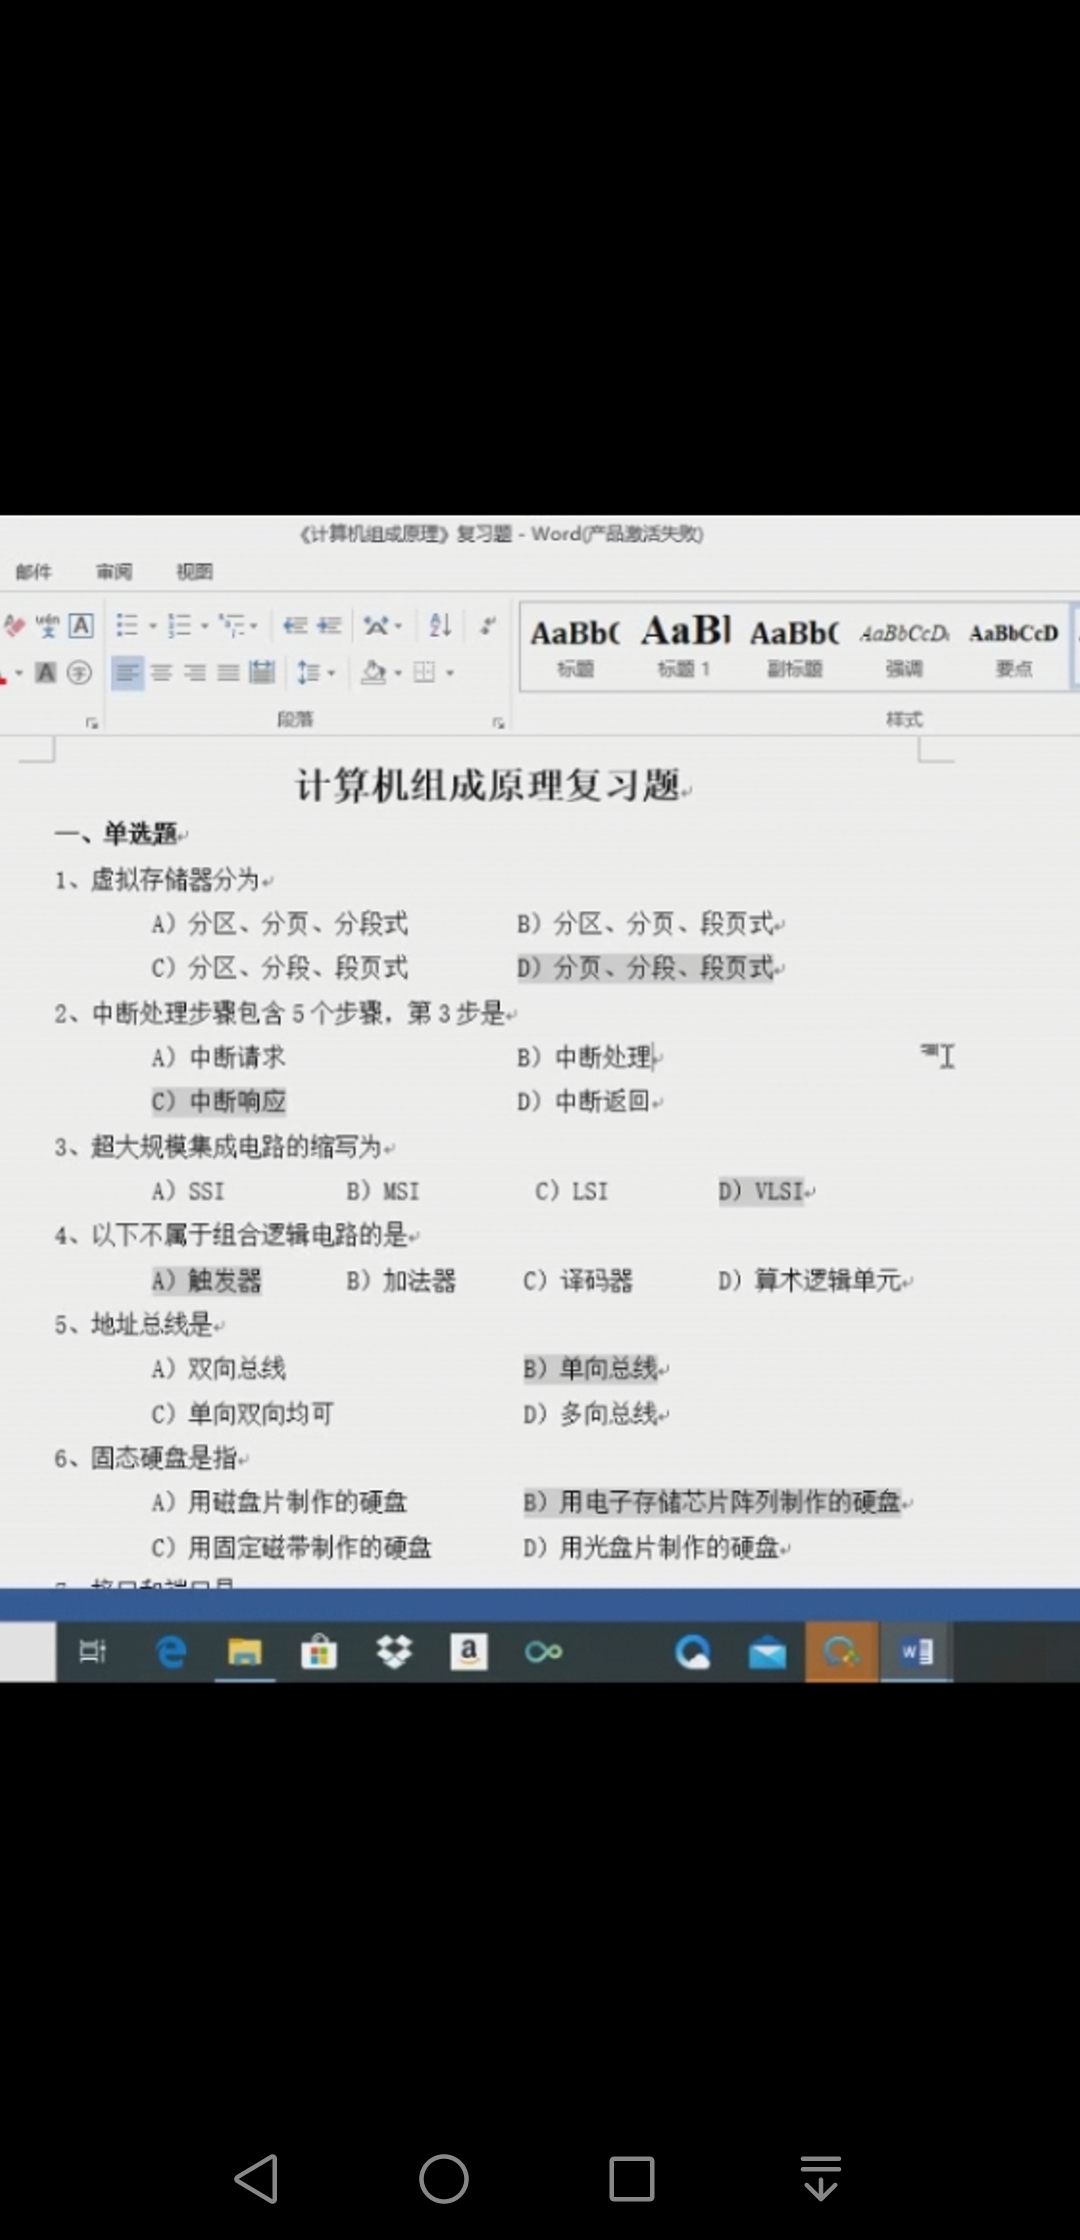 《计算机组成原理》复习题 - Word(产品激活失败)
邮件 审阅 视图
wén 文 A
A 字
AaBb( AaBl AaBb( AaBbCcD AaBbCcD
标题 标题 1 副标题 强调 要点
段落 样式
计算机组成原理复习题
一、单选题
1、虚拟存储器分为
A）分区、分页、分段式 B）分区、分页、段页式
C）分区、分段、段页式 D）分页、分段、段页式
2、中断处理步骤包含 5 个步骤，第 3 步是
A）中断请求 B）中断处理
C）中断响应 D）中断返回
3、超大规模集成电路的缩写为
A）SSI B）MSI C）LSI D）VLSI
4、以下不属于组合逻辑电路的是
A）触发器 B）加法器 C）译码器 D）算术逻辑单元
5、地址总线是
A）双向总线 B）单向总线
C）单向双向均可 D）多向总线
6、固态硬盘是指
A）用磁盘片制作的硬盘 B）用电子存储芯片阵列制作的硬盘
C）用固定磁带制作的硬盘 D）用光盘片制作的硬盘